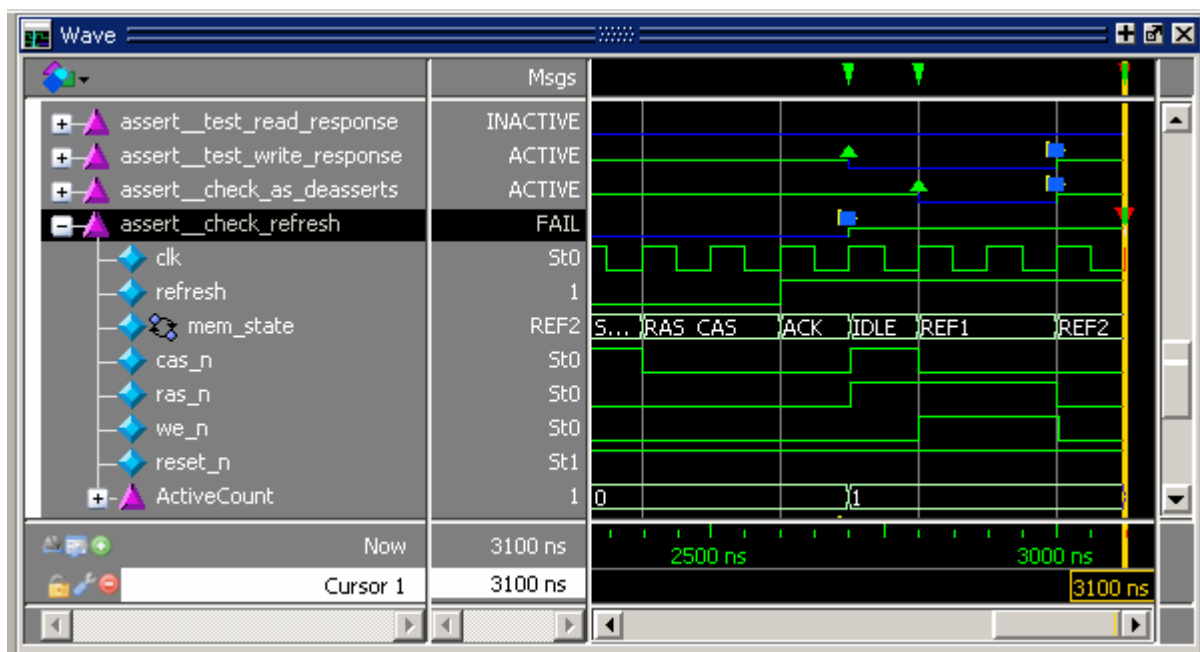 Wave
Msgs
assert__test_read_response INACTIVE
assert__test_write_response ACTIVE
assert__check_as_deasserts ACTIVE
assert__check_refresh FAIL
clk St0
refresh 1
mem_state REF2 S... RAS CAS ACK IDLE REF1 REF2
cas_n St0
ras_n St0
we_n St0
reset_n St1
ActiveCount 1 0 1
Now 3100 ns 2500 ns 3000 ns
Cursor 1 3100 ns 3100 ns